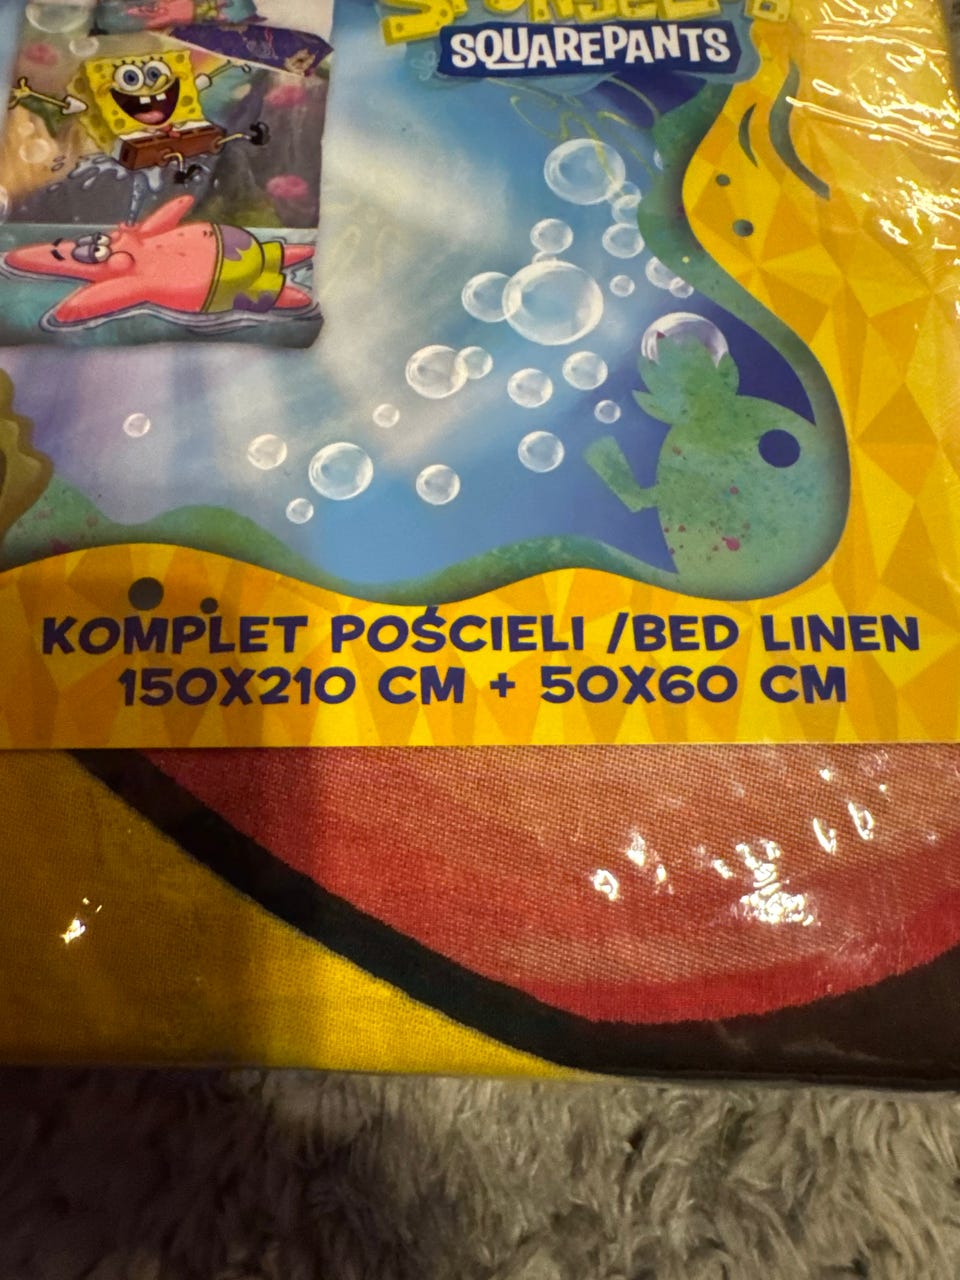 SQUAREPANTS
KOMPLET POŚCIELI /BED LINEN
150X210 CM + 50X60 CM